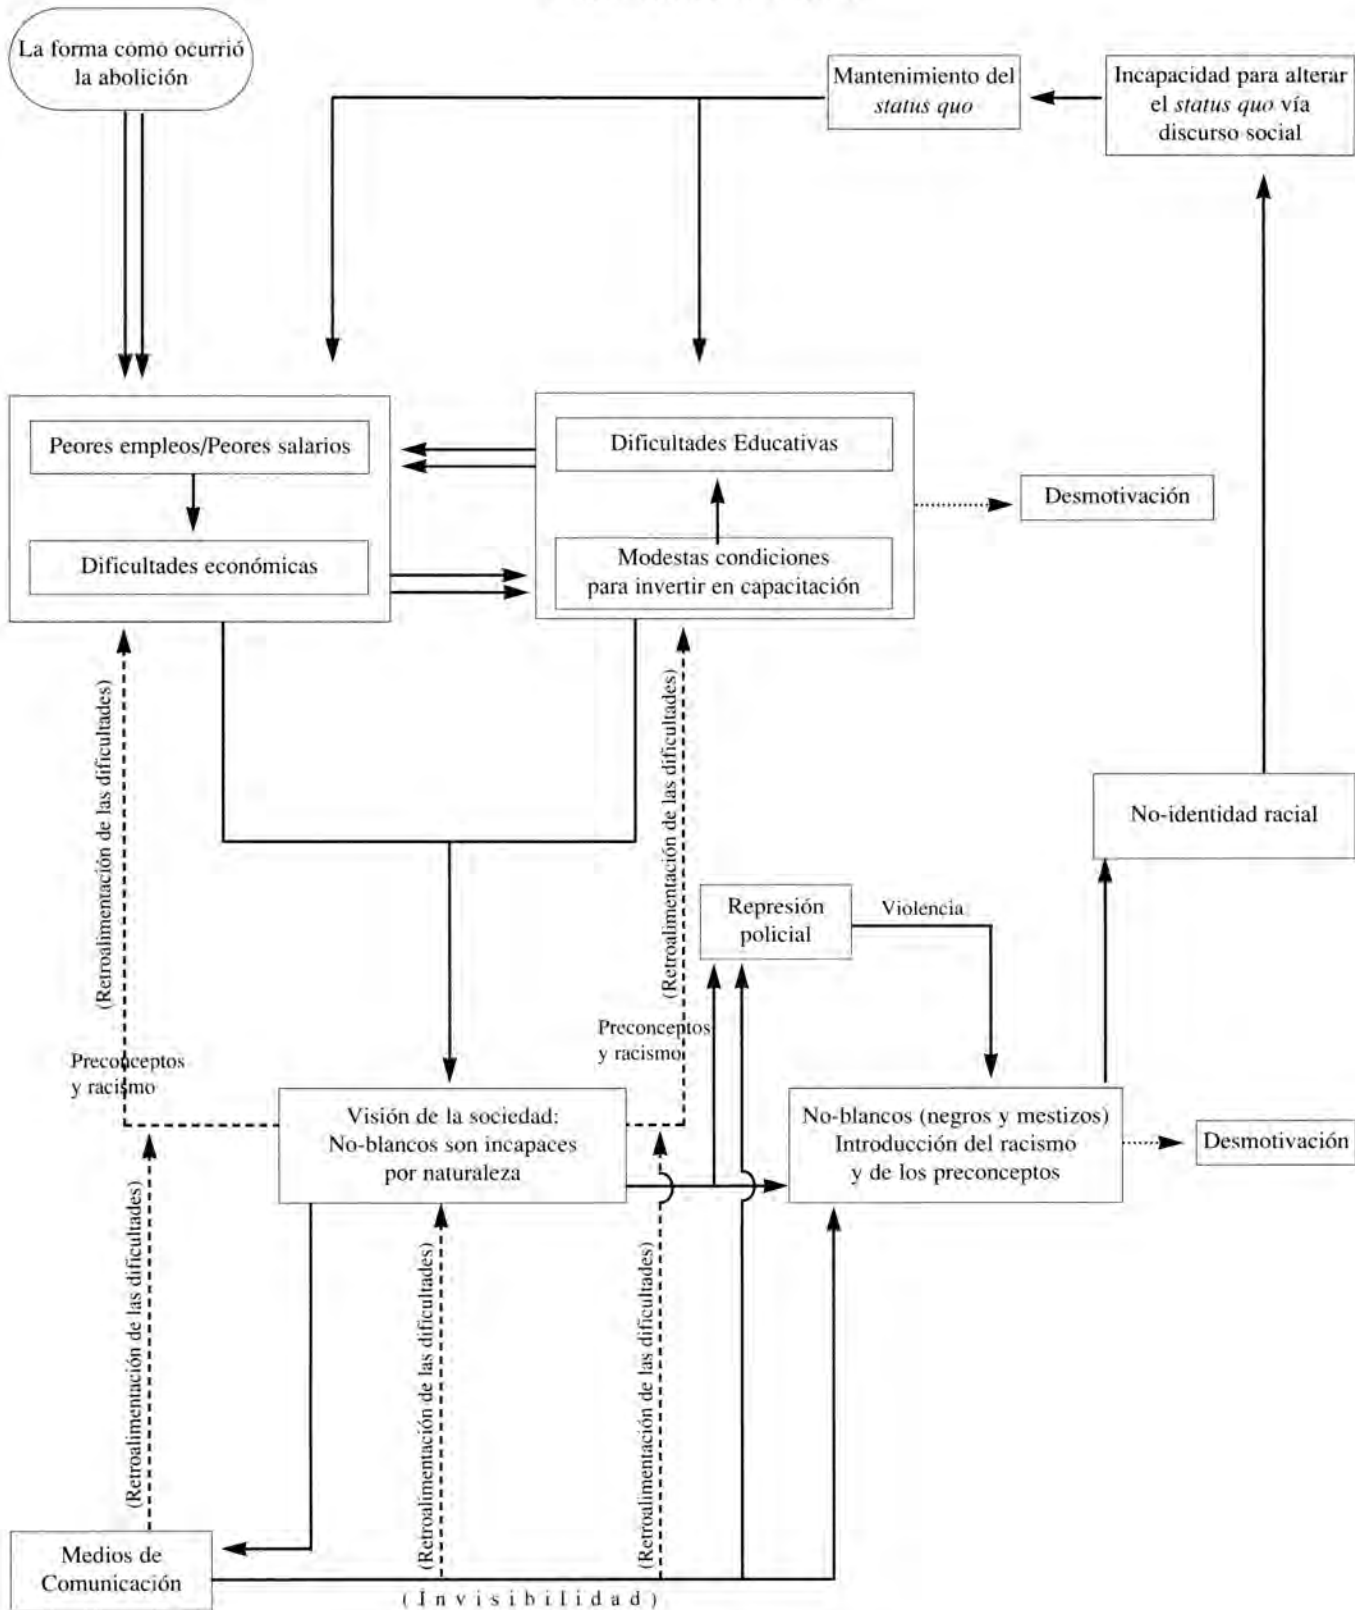 La forma como ocurrió
la abolición
Mantenimiento del
status quo
Incapacidad para alterar
el status quo vía
discurso social
Peores empleos/Peores salarios
Dificultades económicas
Dificultades Educativas
Modestas condiciones
para invertir en capacitación
Desmotivación
(Retroalimentación de las dificultades)
(Retroalimentación de las dificultades)
No-identidad racial
Represión
policial
Violencia
Preconceptos
y racismo
Preconceptos
y racismo
Visión de la sociedad:
No-blancos son incapaces
por naturaleza
No-blancos (negros y mestizos)
Introducción del racismo
y de los preconceptos
Desmotivación
(Retroalimentación de las dificultades)
(Retroalimentación de las dificultades)
(Retroalimentación de las dificultades)
Medios de
Comunicación
(Invisibilidad)